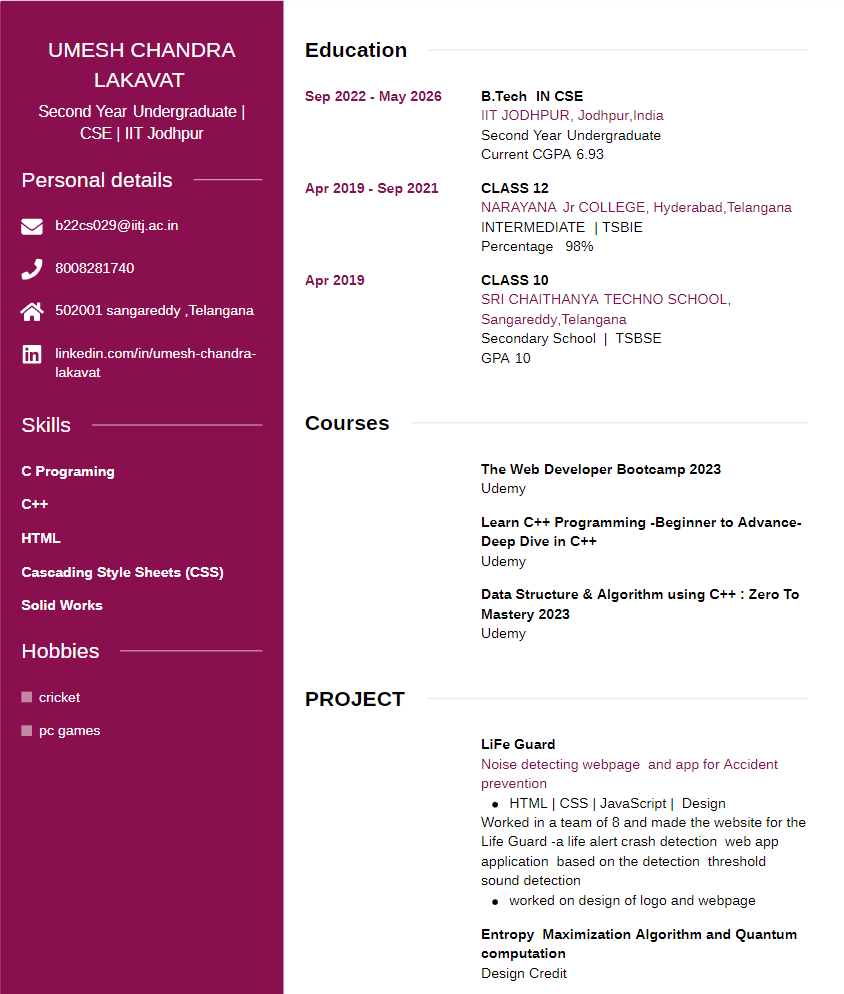 UMESH CHANDRA
LAKAVAT
Second Year Undergraduate |
CSE | IIT Jodhpur
Personal details
b22cs029@iitj.ac.in
8008281740
502001 sangareddy ,Telangana
linkedin.com/in/umesh-chandra-
lakavat
Skills
C Programing
C++
HTML
Cascading Style Sheets (CSS)
Solid Works
Hobbies
cricket
pc games
Education
Sep 2022 - May 2026
B.Tech IN CSE
IIT JODHPUR, Jodhpur,India
Second Year Undergraduate
Current CGPA 6.93
Apr 2019 - Sep 2021
CLASS 12
NARAYANA Jr COLLEGE, Hyderabad,Telangana
INTERMEDIATE | TSBIE
Percentage 98%
Apr 2019
CLASS 10
SRI CHAITHANYA TECHNO SCHOOL,
Sangareddy,Telangana
Secondary School | TSBSE
GPA 10
Courses
The Web Developer Bootcamp 2023
Udemy
Learn C++ Programming -Beginner to Advance-
Deep Dive in C++
Udemy
Data Structure & Algorithm using C++ : Zero To
Mastery 2023
Udemy
PROJECT
LiFe Guard
Noise detecting webpage and app for Accident
prevention
● HTML | CSS | JavaScript | Design
Worked in a team of 8 and made the website for the
Life Guard -a life alert crash detection web app
application based on the detection threshold
sound detection
● worked on design of logo and webpage
Entropy Maximization Algorithm and Quantum
computation
Design Credit